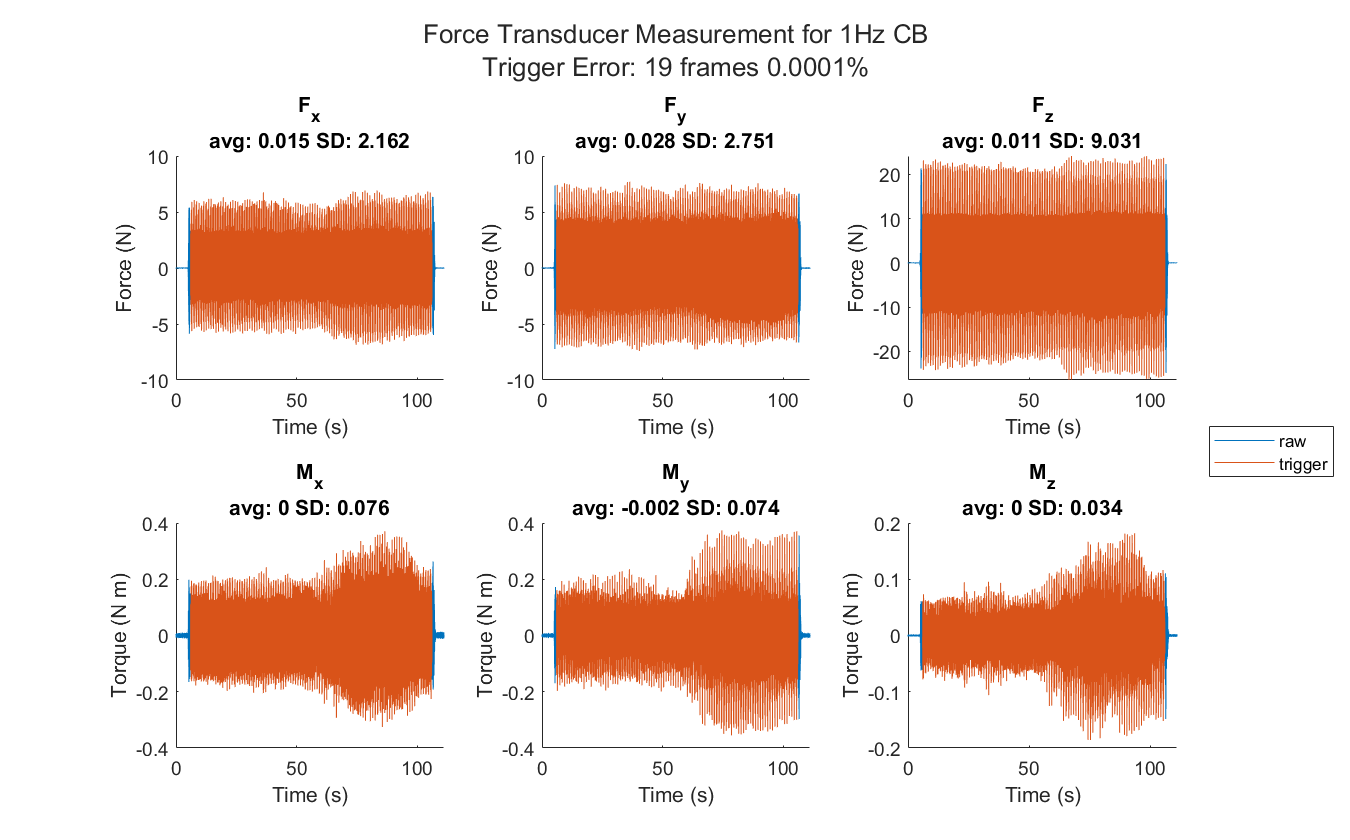 Force Transducer Measurement for 1Hz CB
Trigger Error: 19 frames 0.0001%
Fx
avg: 0.015 SD: 2.162
10
5
0
-5
-10
Force (N)
0 50 100
Time (s)
Fy
avg: 0.028 SD: 2.751
10
5
0
-5
-10
Force (N)
0 50 100
Time (s)
Fz
avg: 0.011 SD: 9.031
20
10
0
-10
-20
Force (N)
0 50 100
Time (s)
raw
trigger
Mx
avg: 0 SD: 0.076
0.4
0.2
0
-0.2
-0.4
Torque (N m)
0 50 100
Time (s)
My
avg: -0.002 SD: 0.074
0.4
0.2
0
-0.2
-0.4
Torque (N m)
0 50 100
Time (s)
Mz
avg: 0 SD: 0.034
0.2
0.1
0
-0.1
-0.2
Torque (N m)
0 50 100
Time (s)